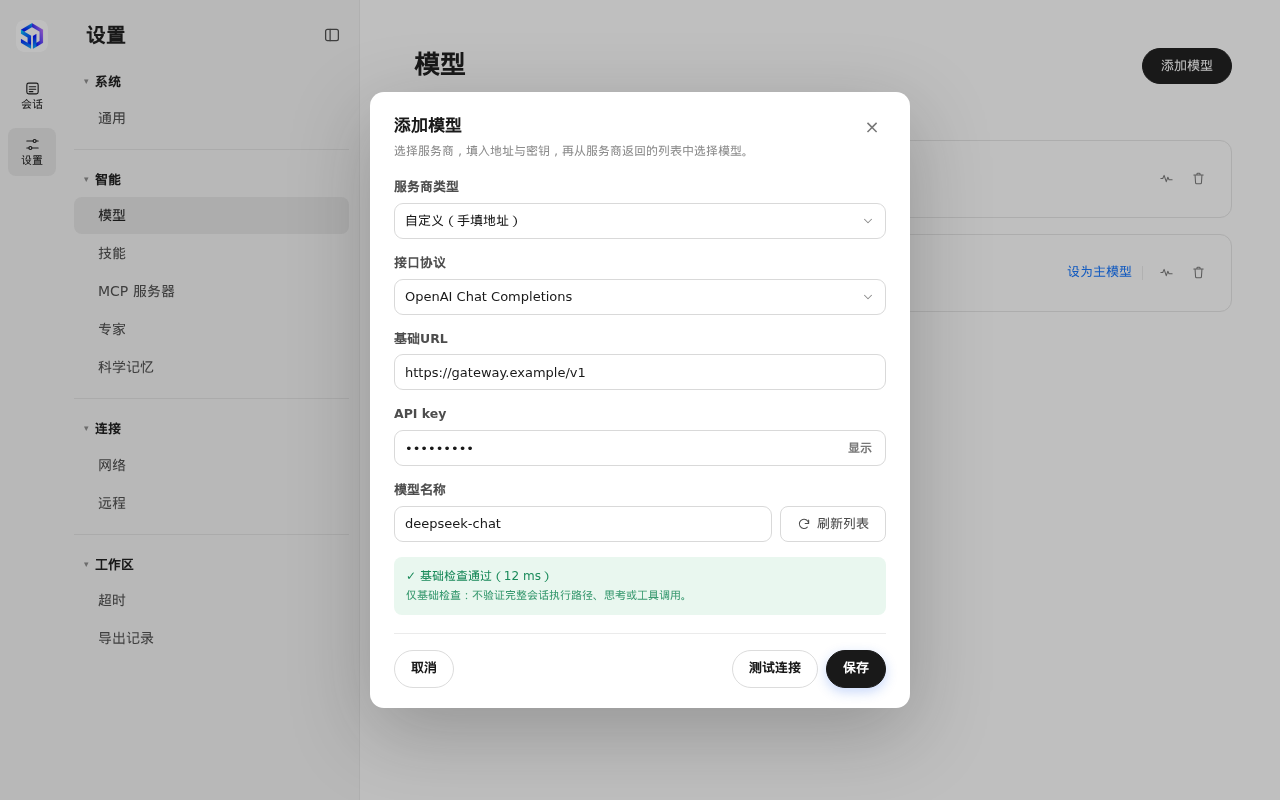 设置
会话
设置
系统
通用
智能
模型
技能
MCP 服务器
专家
科学记忆
连接
网络
远程
工作区
超时
导出记录
模型
添加模型
设为主模型
添加模型
选择服务商，填入地址与密钥，再从服务商返回的列表中选择模型。
服务商类型
自定义（手填地址）
接口协议
OpenAI Chat Completions
基础URL
https://gateway.example/v1
API key
•••••••••
显示
模型名称
deepseek-chat
刷新列表
✓ 基础检查通过（12 ms）
仅基础检查：不验证完整会话执行路径、思考或工具调用。
取消
测试连接
保存